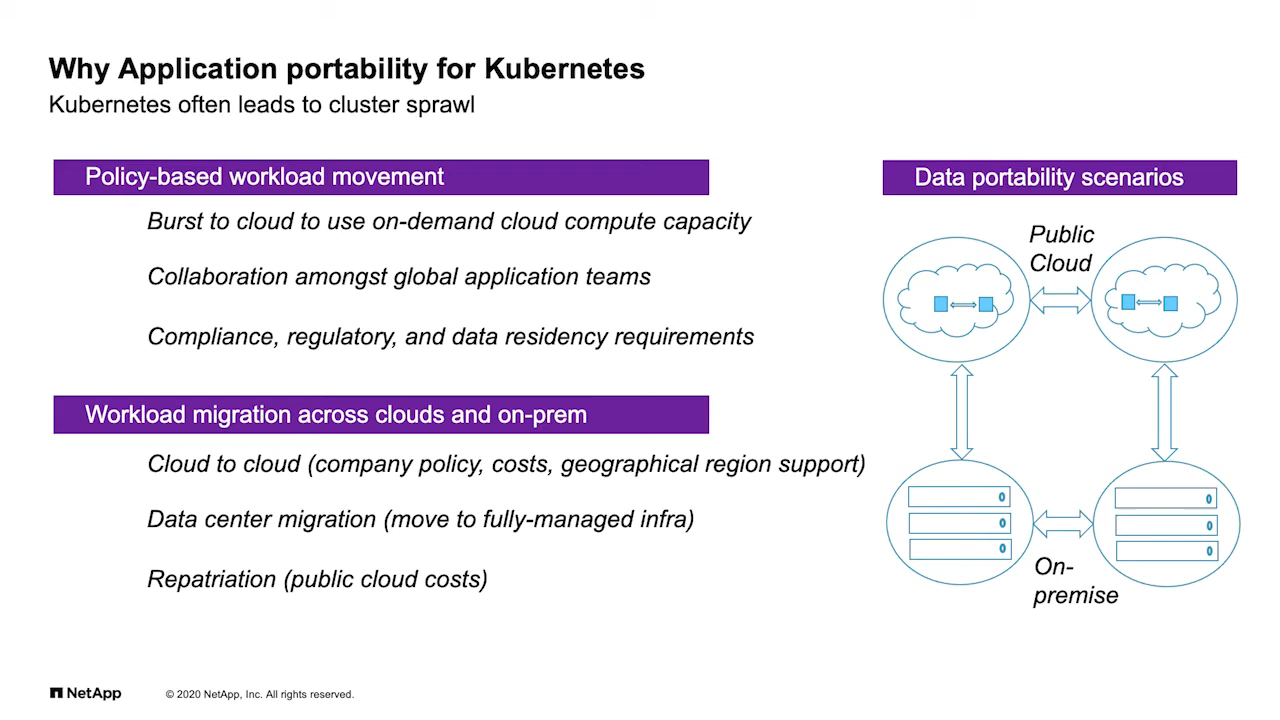 Why Application portability for Kubernetes
Kubernetes often leads to cluster sprawl
Policy-based workload movement
Burst to cloud to use on-demand cloud compute capacity
Collaboration amongst global application teams
Compliance, regulatory, and data residency requirements
Workload migration across clouds and on-prem
Cloud to cloud (company policy, costs, geographical region support)
Data center migration (move to fully-managed infra)
Repatriation (public cloud costs)
Data portability scenarios
Public
Cloud
On-
premise
NetApp
© 2020 NetApp, Inc. All rights reserved.